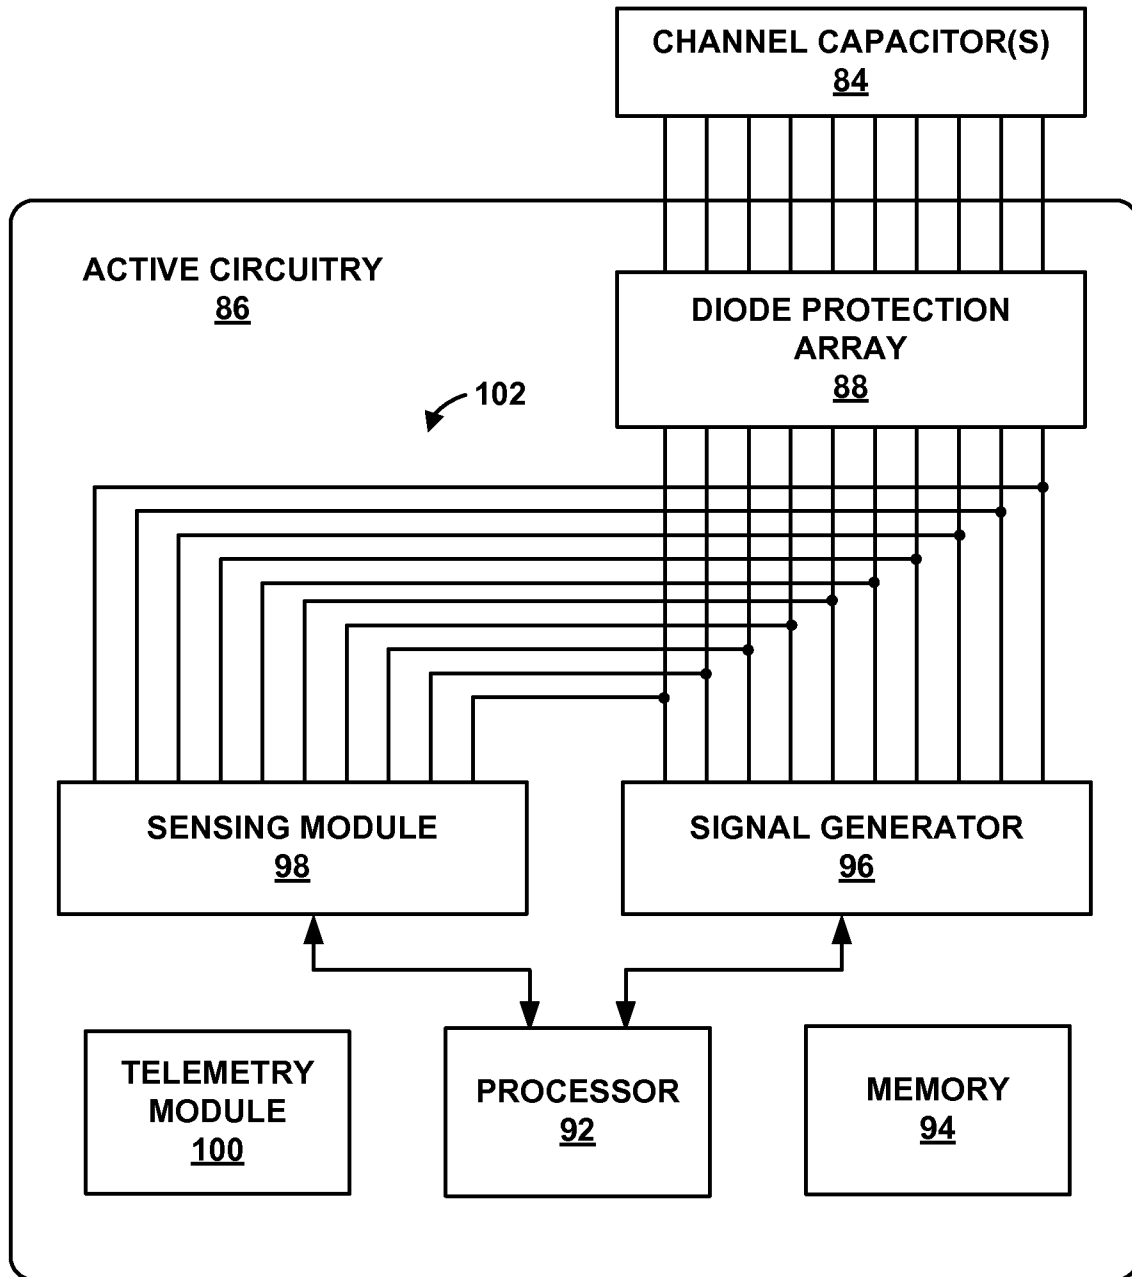 CHANNEL CAPACITOR(S)
84
ACTIVE CIRCUITRY
86
DIODE PROTECTION
ARRAY
88
102
SENSING MODULE
98
SIGNAL GENERATOR
96
TELEMETRY
MODULE
100
PROCESSOR
92
MEMORY
94